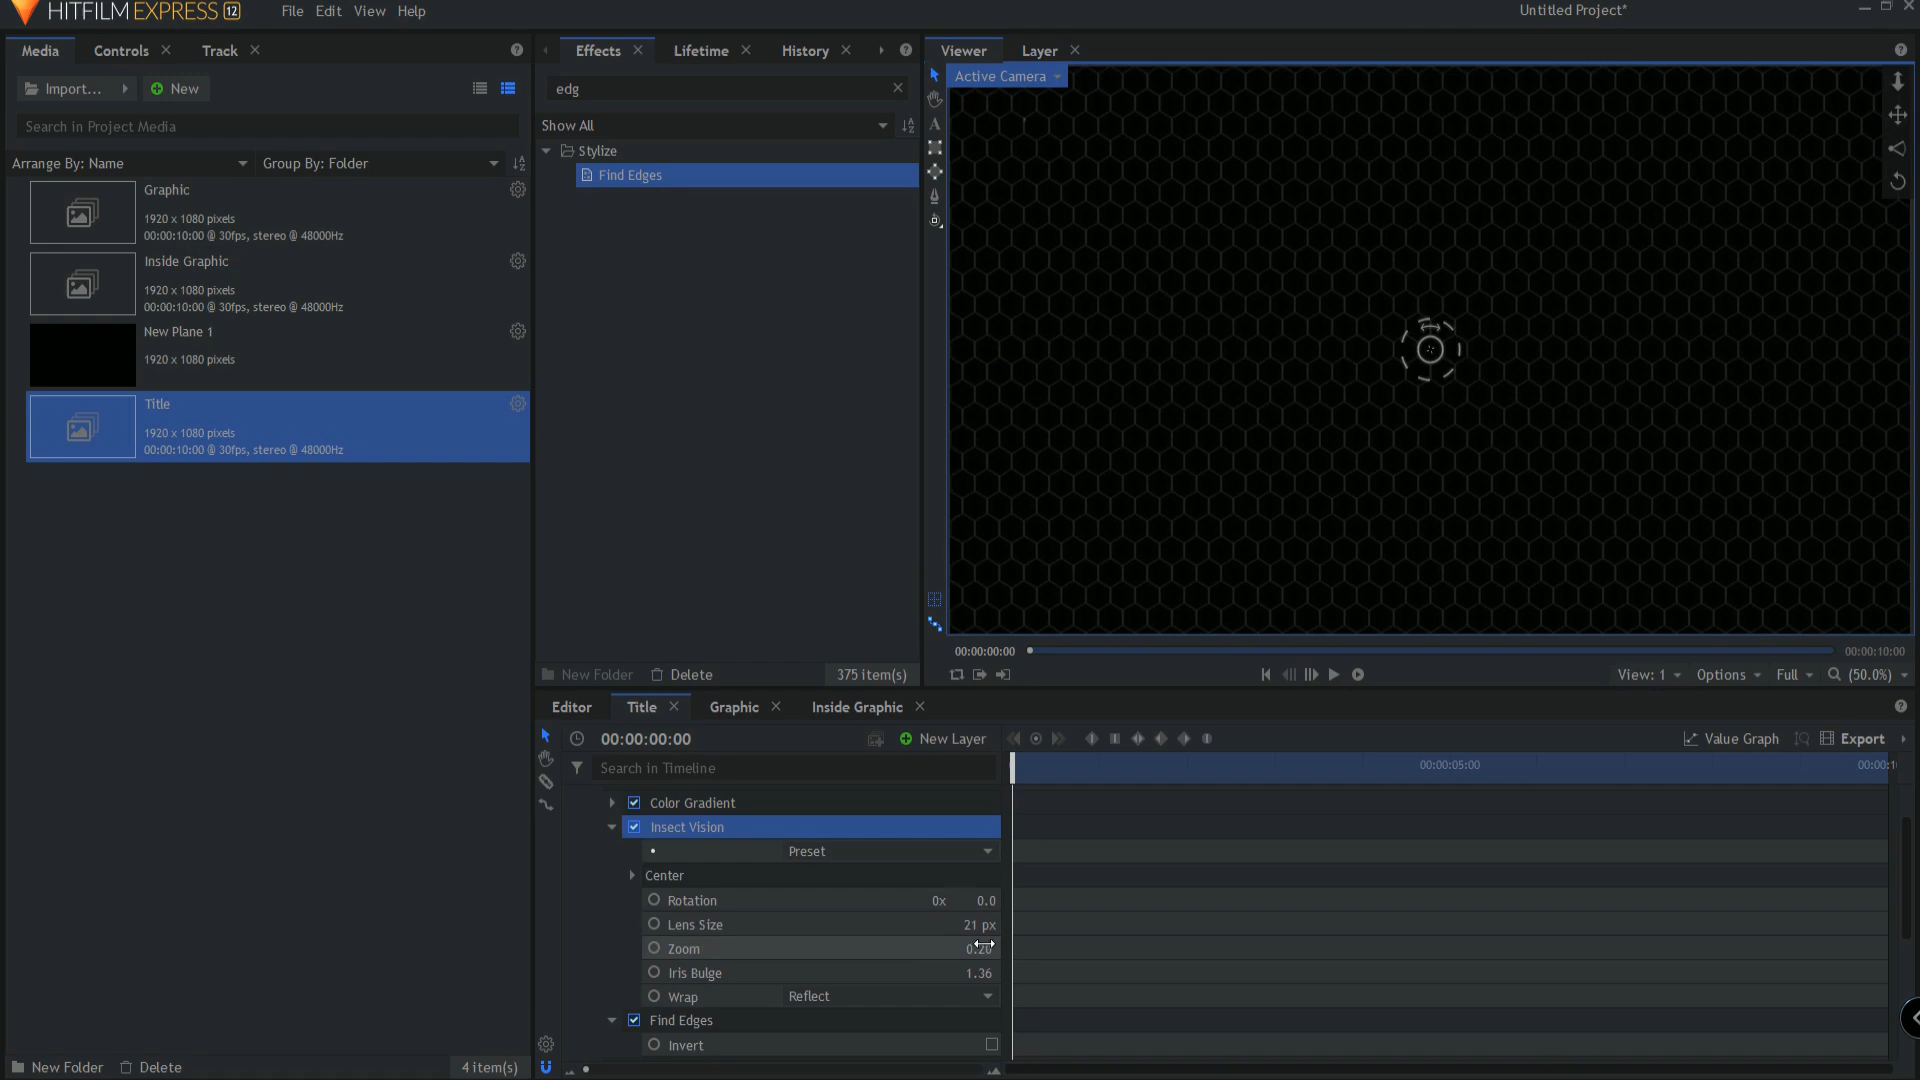 HITFILM EXPRESS 12 File Edit View Help Untitled Project*
Media Controls Track
Import... New
Search in Project Media
Arrange By: Name Group By: Folder
Graphic
1920 x 1080 pixels
00:00:10:00 @ 30fps, stereo @ 48000Hz
Inside Graphic
1920 x 1080 pixels
00:00:10:00 @ 30fps, stereo @ 48000Hz
New Plane 1
1920 x 1080 pixels
Title
1920 x 1080 pixels
00:00:10:00 @ 30fps, stereo @ 48000Hz
New Folder Delete 4 item(s)
Effects Lifetime History
edg
Show All
Stylize
Find Edges
New Folder Delete 375 item(s)
Viewer Layer
Active Camera
00:00:00:00 00:00:10:00
View: 1 Options Full (50.0%)
Editor Title Graphic Inside Graphic
00:00:00:00 New Layer Value Graph Export
Search in Timeline 00:00:05:00
Color Gradient
Insect Vision
Preset
Center
Rotation 0x 0.0
Lens Size 21 px
Zoom
Iris Bulge 1.36
Wrap Reflect
Find Edges
Invert